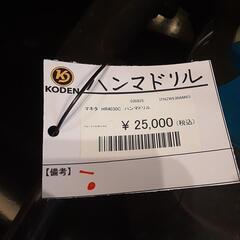 KODEN
ハンマドリル
マキタ HR4030C ハンマドリル
¥ 25,000 (税込)
【備考】